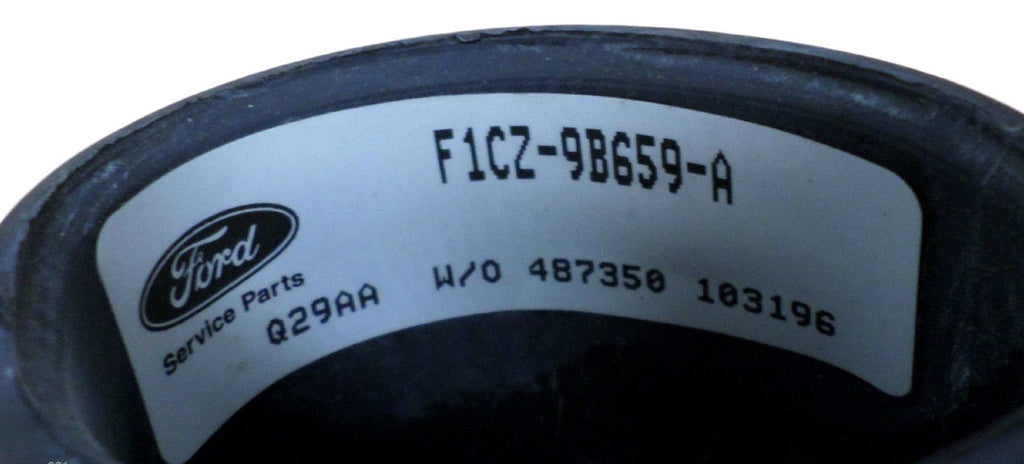 F1CZ-9B659-A
Ford
Service Parts
Q29AA W/O 487350 103196